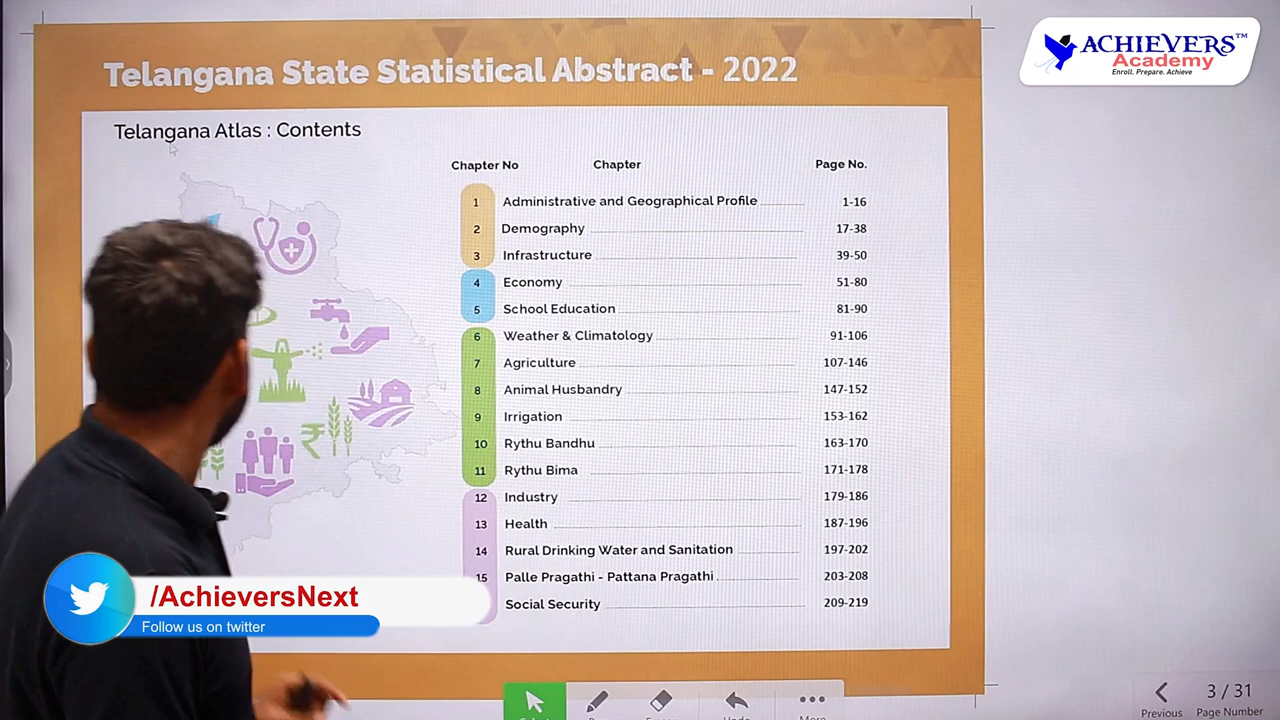 Telangana State Statistical Abstract - 2022
ACHIEVERS™
Academy
Enroll. Prepare. Achieve
Telangana Atlas : Contents
Chapter No Chapter Page No.
1 Administrative and Geographical Profile 1-16
2 Demography 17-38
3 Infrastructure 39-50
4 Economy 51-80
5 School Education 81-90
6 Weather & Climatology 91-106
7 Agriculture 107-146
8 Animal Husbandry 147-152
9 Irrigation 153-162
10 Rythu Bandhu 163-170
11 Rythu Bima 171-178
12 Industry 179-186
13 Health 187-196
14 Rural Drinking Water and Sanitation 197-202
15 Palle Pragathi - Pattana Pragathi 203-208
Social Security 209-219
/AchieversNext
Follow us on twitter
3 / 31
Previous Page Number